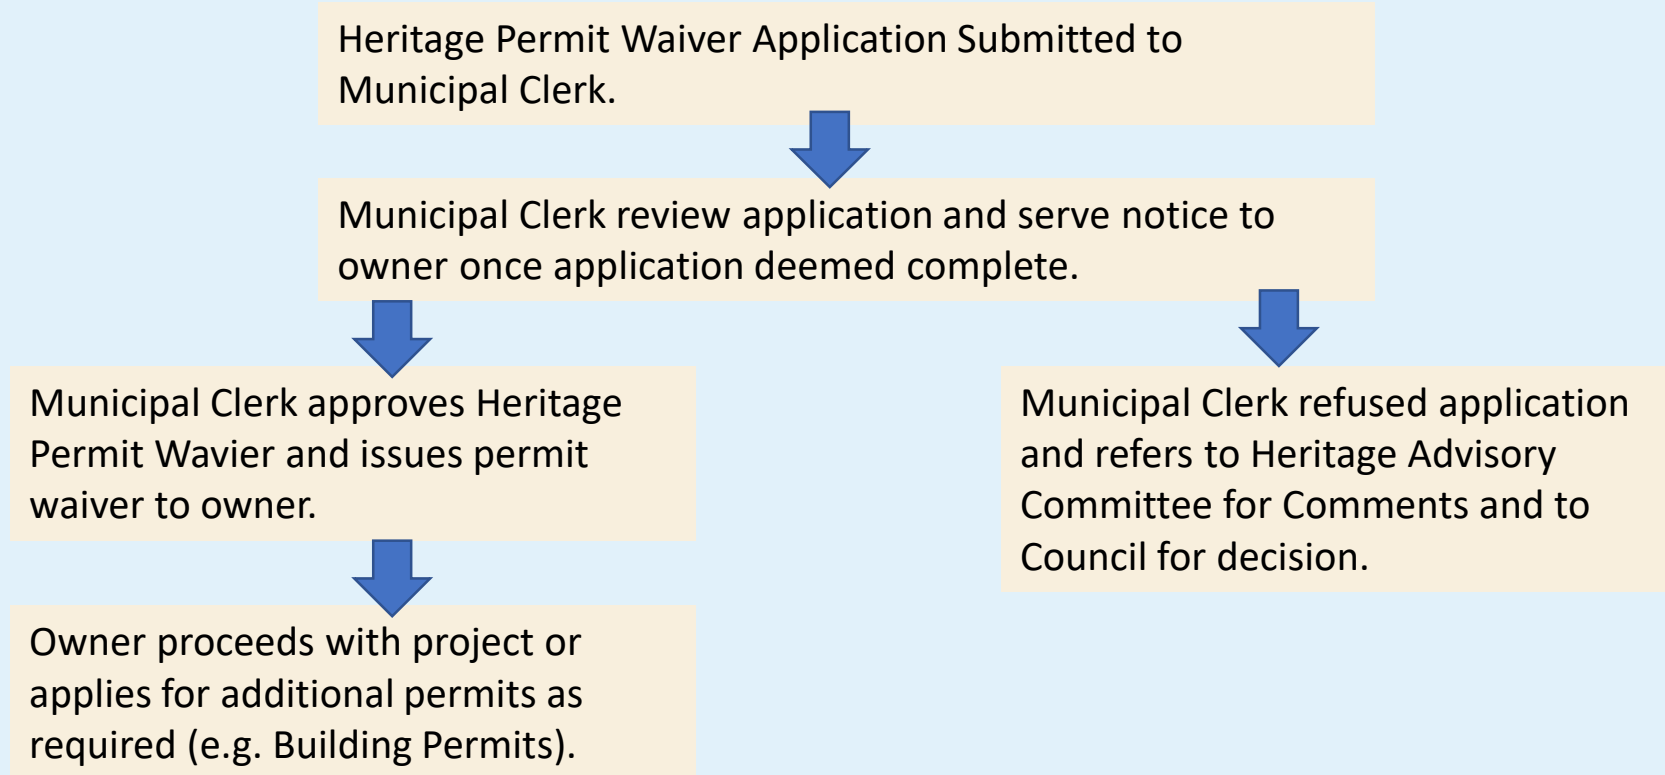 Heritage Permit Waiver Application Submitted to
Municipal Clerk.
Municipal Clerk review application and serve notice to
owner once application deemed complete.
Municipal Clerk approves Heritage
Permit Wavier and issues permit
waiver to owner.
Municipal Clerk refused application
and refers to Heritage Advisory
Committee for Comments and to
Council for decision.
Owner proceeds with project or
applies for additional permits as
required (e.g. Building Permits).